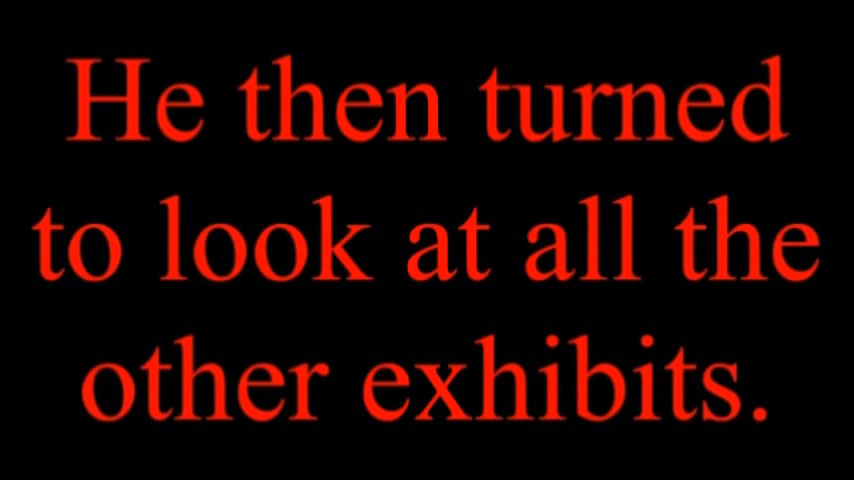 He then turned
to look at all the
other exhibits.